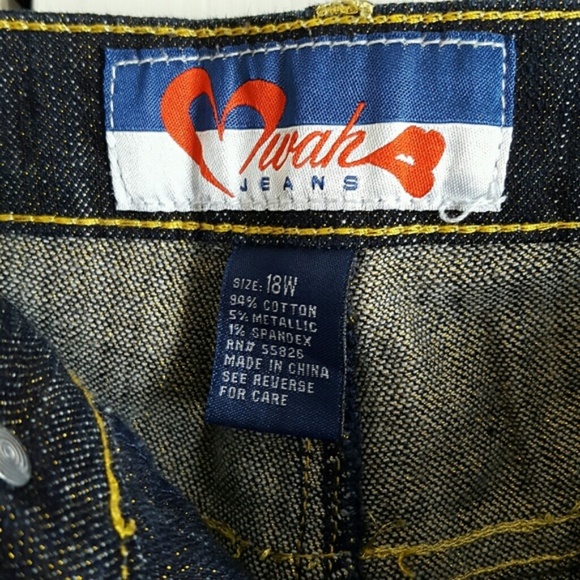 Mwah
JEANS
SIZE: 18W
94% COTTON
5% METALLIC
1% SPANDEX
RN# 55826
MADE IN CHINA
SEE REVERSE
FOR CARE